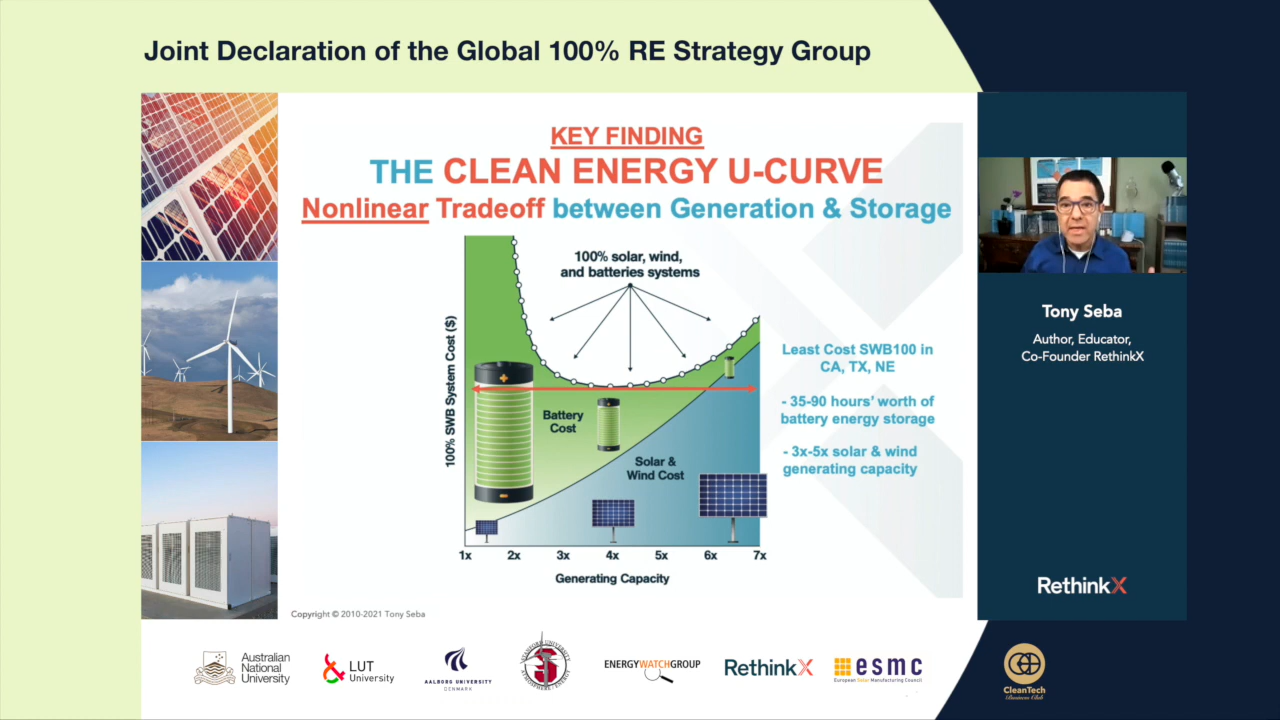 Joint Declaration of the Global 100% RE Strategy Group
KEY FINDING
THE CLEAN ENERGY U-CURVE
Nonlinear Tradeoff between Generation & Storage
100% solar, wind,
and batteries systems
100% SWB System Cost ($)
Battery
Cost
Solar &
Wind Cost
1x 2x 3x 4x 5x 6x 7x
Generating Capacity
Least Cost SWB100 in
CA, TX, NE
- 35-90 hours' worth of
battery energy storage
- 3x-5x solar & wind
generating capacity
Copyright © 2010-2021 Tony Seba
Tony Seba
Author, Educator,
Co-Founder RethinkX
RethinkX
Australian
National
University
LUT
University
AALBORG UNIVERSITY
DENMARK
STANFORD UNIVERSITY
ATMOSPHERE / ENERGY
ENERGYWATCHGROUP
RethinkX
esmc
European Solar Manufacturing Council
CleanTech
Business Club